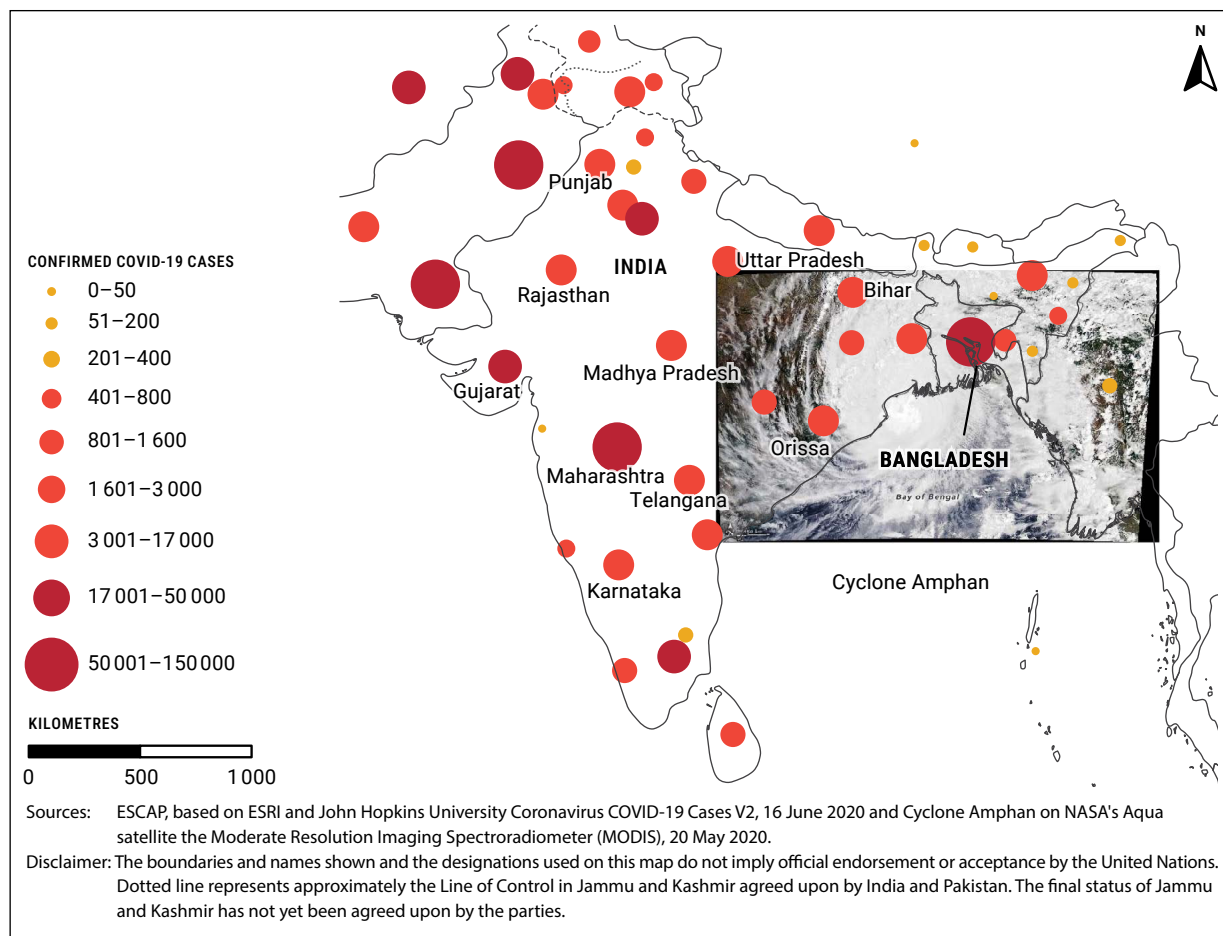 N
Punjab
INDIA
Uttar Pradesh
Rajasthan
Bihar
Madhya Pradesh
Gujarat
Orissa
BANGLADESH
Maharashtra
Telangana
Bay of Bengal
Karnataka
Cyclone Amphan
CONFIRMED COVID-19 CASES
0–50
51–200
201–400
401–800
801–1 600
1 601–3 000
3 001–17 000
17 001–50 000
50 001–150 000
KILOMETRES
0 500 1 000
Sources: ESCAP, based on ESRI and John Hopkins University Coronavirus COVID-19 Cases V2, 16 June 2020 and Cyclone Amphan on NASA's Aqua
satellite the Moderate Resolution Imaging Spectroradiometer (MODIS), 20 May 2020.
Disclaimer: The boundaries and names shown and the designations used on this map do not imply official endorsement or acceptance by the United Nations.
Dotted line represents approximately the Line of Control in Jammu and Kashmir agreed upon by India and Pakistan. The final status of Jammu
and Kashmir has not yet been agreed upon by the parties.